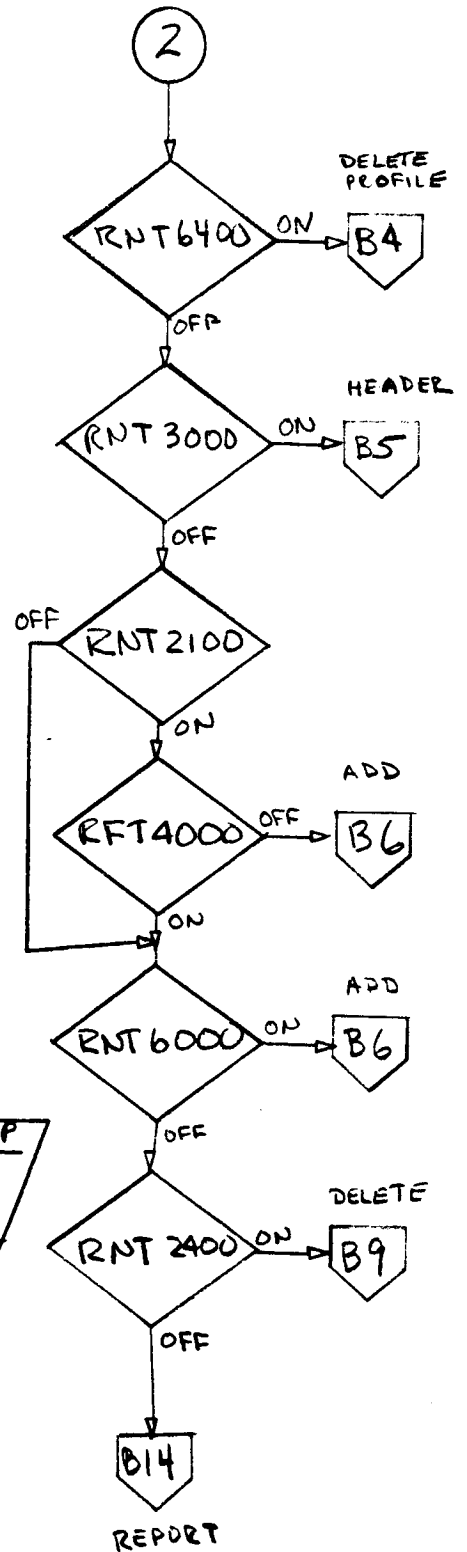 2
DELETE
PROFILE
RNT6400
ON
B4
OFF
HEADER
RNT3000
ON
B5
OFF
OFF
RNT2100
ON
ADD
RFT4000
OFF
B6
ON
ADD
RNT6000
ON
B6
OFF
P
DELETE
RNT2400
ON
B9
OFF
B14
REPORT